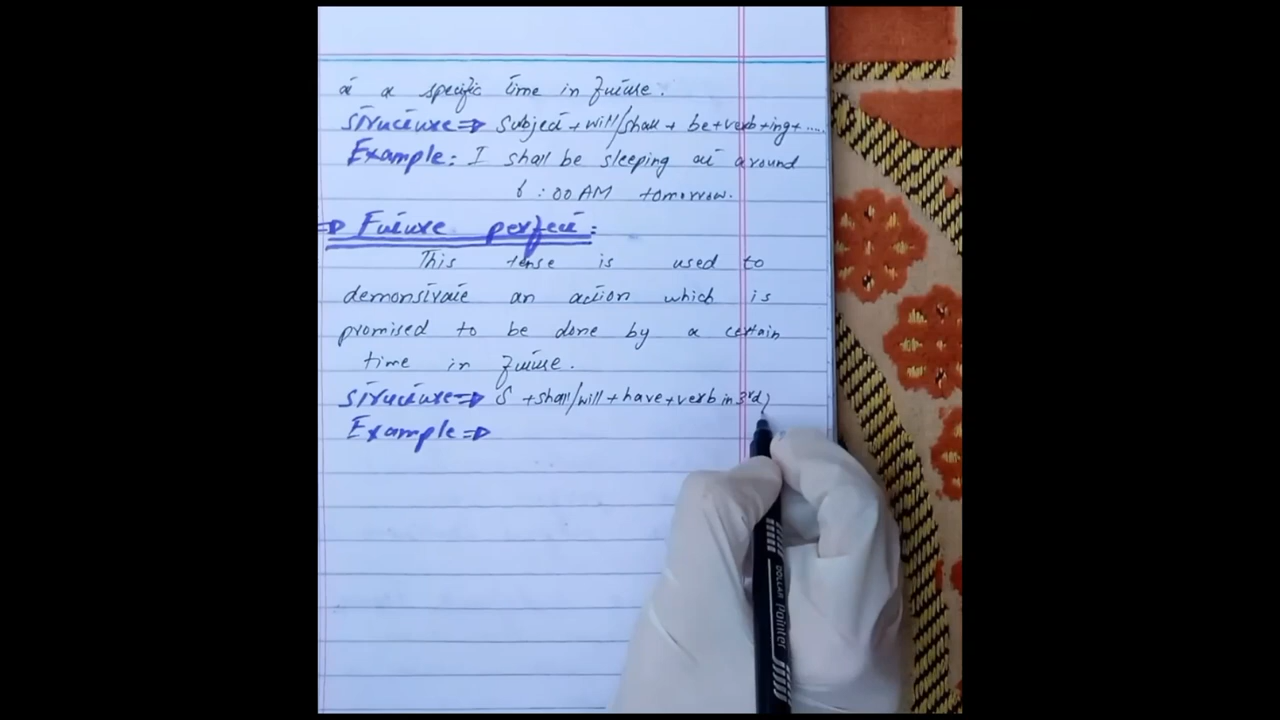 at a specific time in future.
Structure⇒ Subject + will/shall + be+verb+ing+.....
Example: I shall be sleeping at around
6:00 AM tomorrow.
⇒ Future perfect:
This tense is used to
demonstrate an action which is
promised to be done by a certain
time in future.
Structure⇒ S +shall/will+have+verb in 3rd)
Example⇒
DOLLAR Pointer